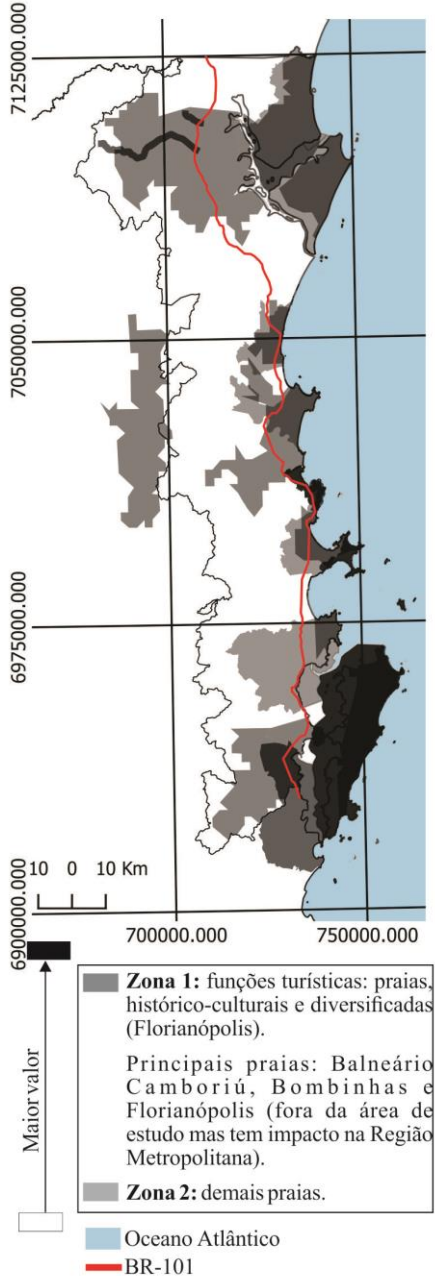 7125000.000
7050000.000
6975000.000
6900000.000
10 0 10 Km
700000.000
750000.000
Maior valor
Zona 1: funções turísticas: praias,
histórico-culturais e diversificadas
(Florianópolis).
Principais praias: Balneário
Camboriú, Bombinhas e
Florianópolis (fora da área de
estudo mas tem impacto na Região
Metropolitana).
Zona 2: demais praias.
Oceano Atlântico
BR-101